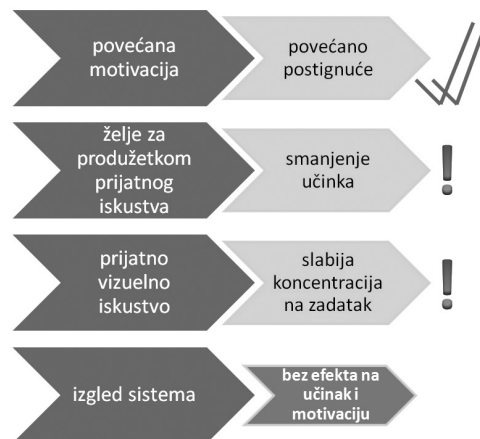 povećana
motivacija
povećano
postignuće
želje za
produžetkom
prijatnog
iskustva
smanjenje
učinka
!
prijatno
vizuelno
iskustvo
slabija
koncentracija
na zadatak
!
izgled sistema
bez efekta na
učinak i
motivaciju